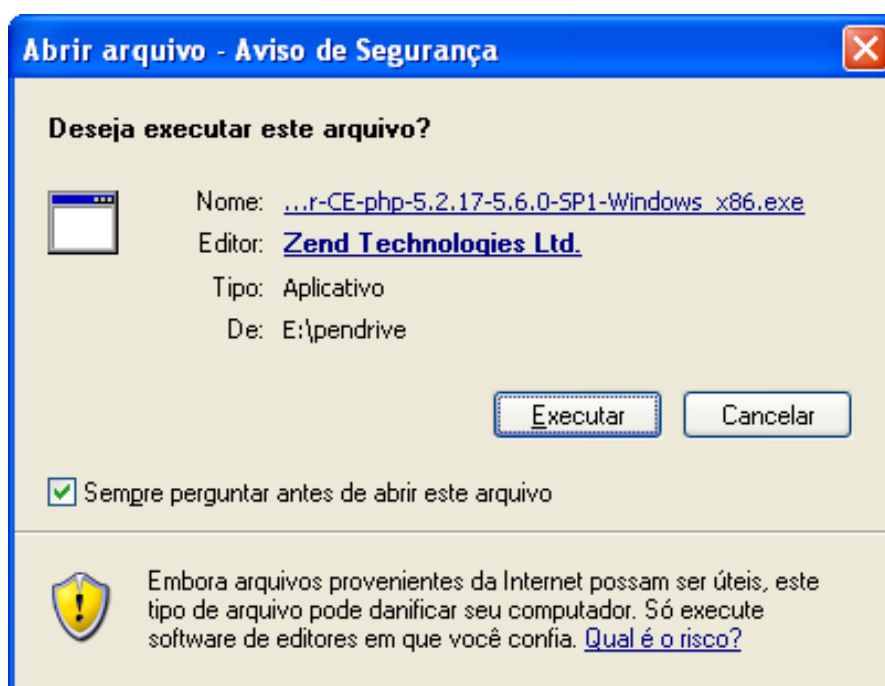 Abrir arquivo - Aviso de Segurança
Deseja executar este arquivo?
Nome: ...r-CE-php-5.2.17-5.6.0-SP1-Windows_x86.exe
Editor: Zend Technologies Ltd.
Tipo: Aplicativo
De: E:\pendrive
Executar Cancelar
Sempre perguntar antes de abrir este arquivo
Embora arquivos provenientes da Internet possam ser úteis, este
tipo de arquivo pode danificar seu computador. Só execute
software de editores em que você confia. Qual é o risco?